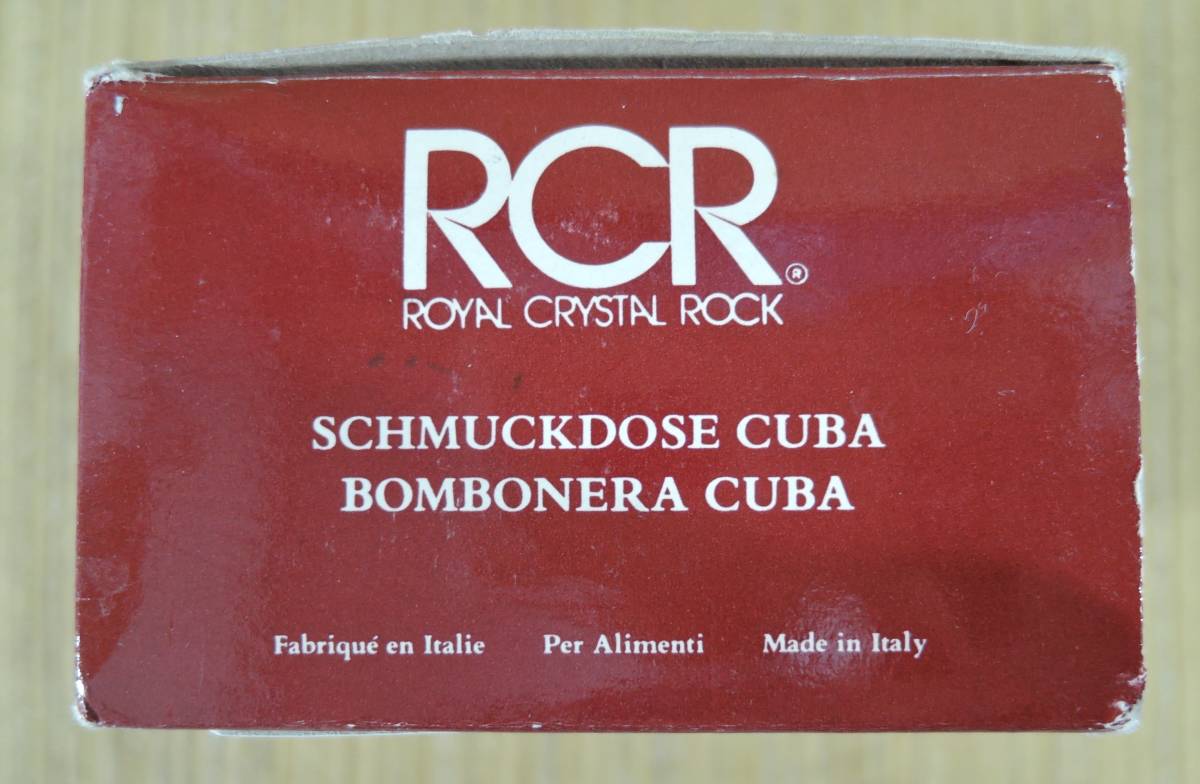 RCR®
ROYAL CRYSTAL ROCK
SCHMUCKDOSE CUBA
BOMBONERA CUBA
Fabriqué en Italie Per Alimenti Made in Italy